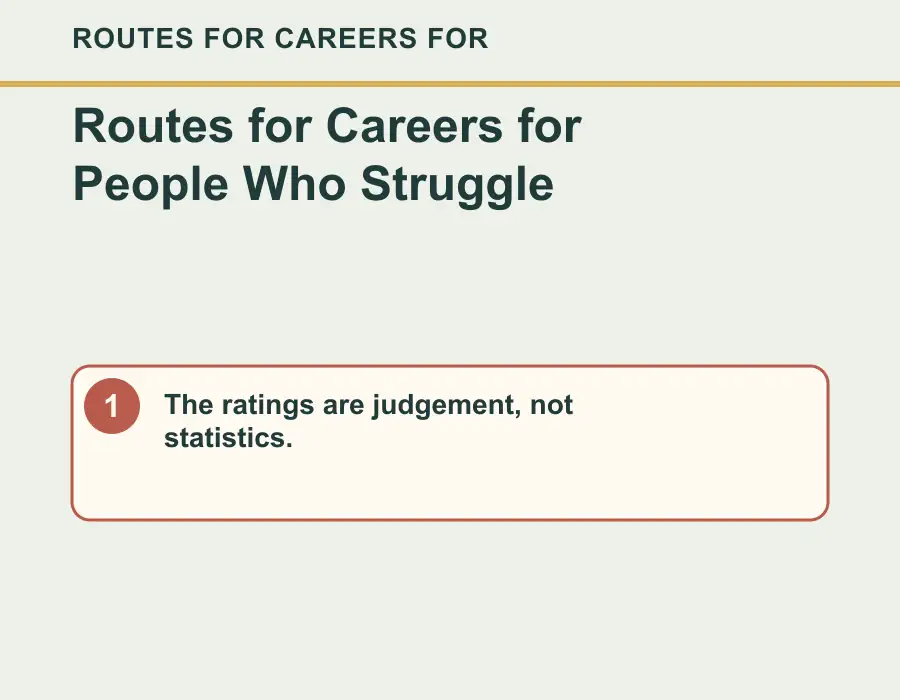 ROUTES FOR CAREERS FOR
Routes for Careers for
People Who Struggle
1
The ratings are judgement, not
statistics.